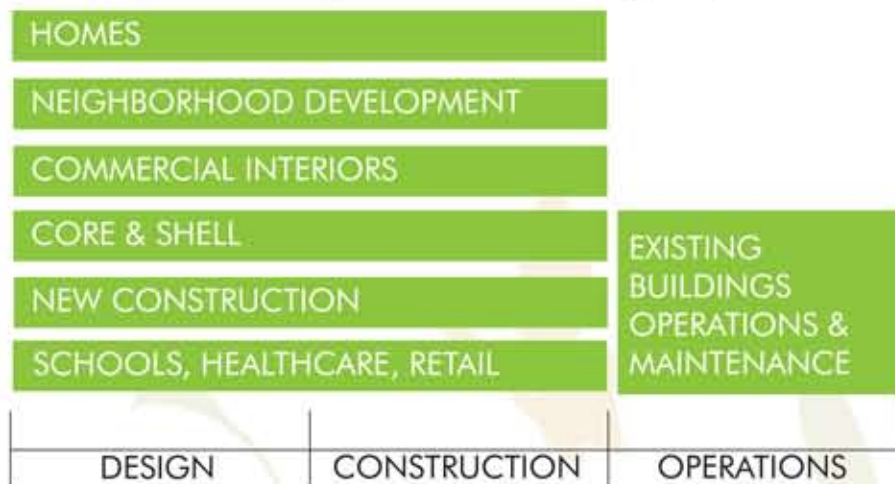 HOMES
NEIGHBORHOOD DEVELOPMENT
COMMERCIAL INTERIORS
CORE & SHELL
NEW CONSTRUCTION
SCHOOLS, HEALTHCARE, RETAIL
EXISTING
BUILDINGS
OPERATIONS &
MAINTENANCE
DESIGN
CONSTRUCTION
OPERATIONS